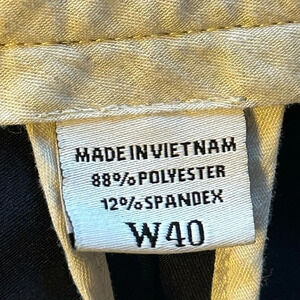 MADE IN VIETNAM
88% POLYESTER
12% SPANDEX
W40